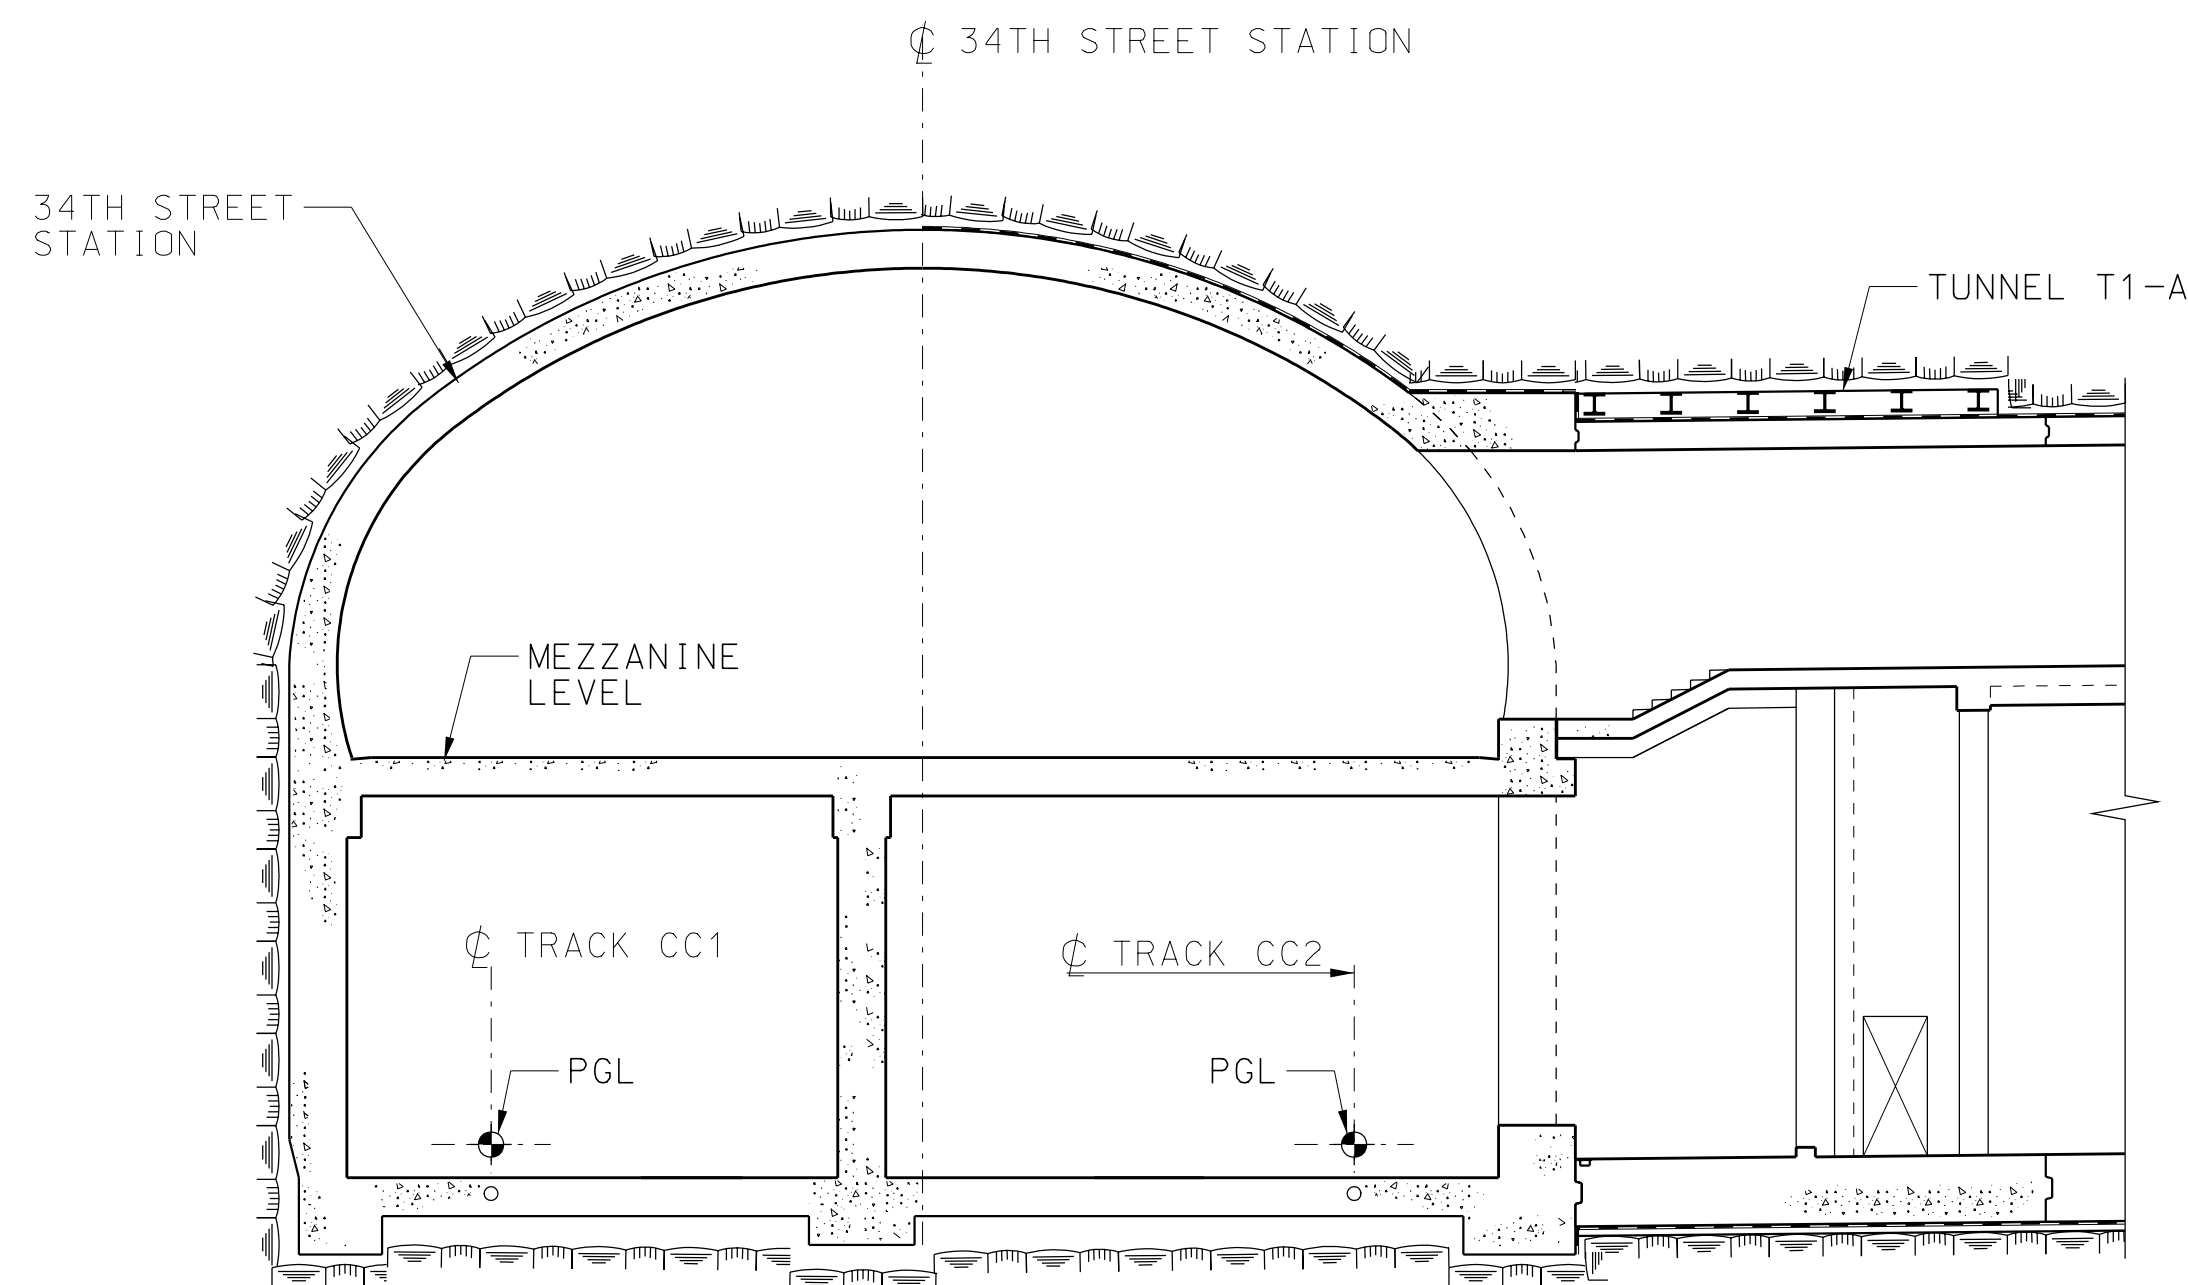 ℄ 34TH STREET STATION
34TH STREET
STATION
TUNNEL T1-A
MEZZANINE
LEVEL
℄ TRACK CC1
℄ TRACK CC2
PGL
PGL